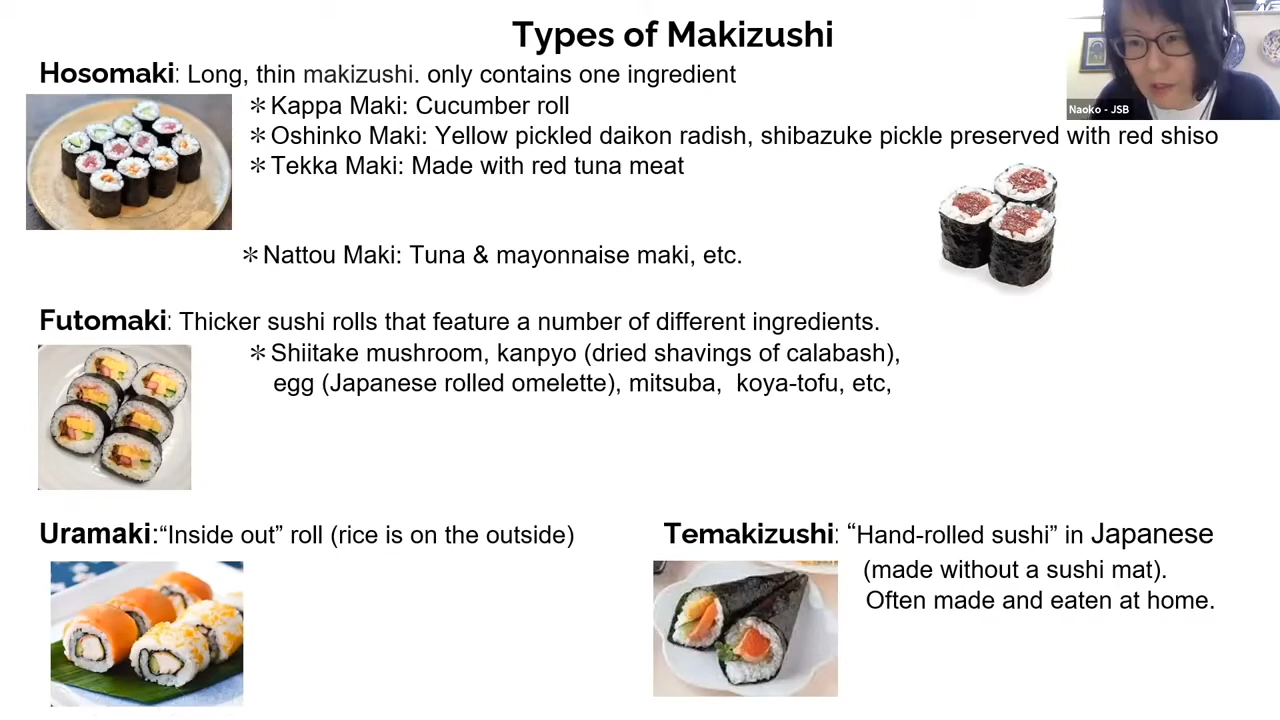 Types of Makizushi
Hosomaki: Long, thin makizushi. only contains one ingredient
＊Kappa Maki: Cucumber roll
＊Oshinko Maki: Yellow pickled daikon radish, shibazuke pickle preserved with red shiso
＊Tekka Maki: Made with red tuna meat
＊Nattou Maki: Tuna & mayonnaise maki, etc.
Futomaki: Thicker sushi rolls that feature a number of different ingredients.
＊Shiitake mushroom, kanpyo (dried shavings of calabash),
egg (Japanese rolled omelette), mitsuba, koya-tofu, etc,
Uramaki:“Inside out” roll (rice is on the outside)
Temakizushi: “Hand-rolled sushi” in Japanese
(made without a sushi mat).
Often made and eaten at home.
Naoko - JSB